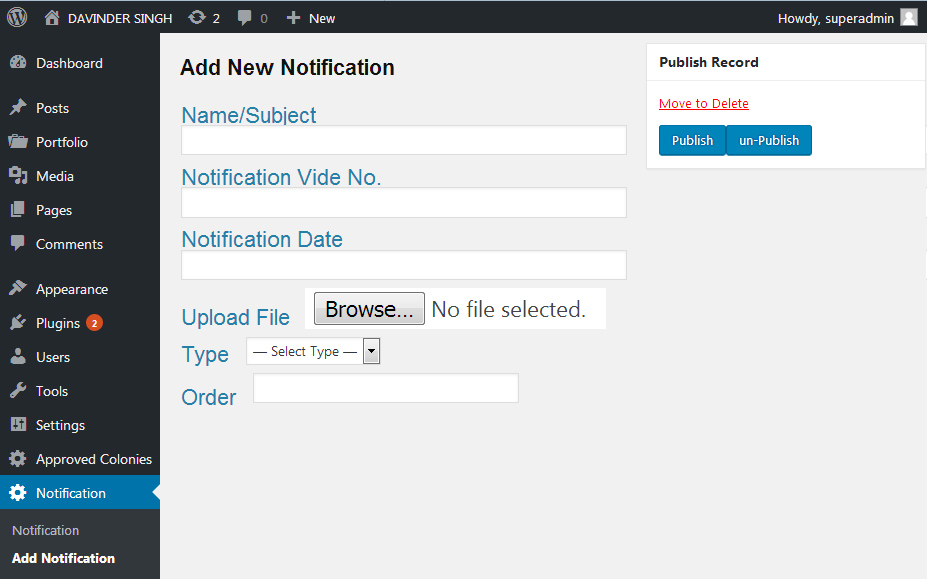 DAVINDER SINGH 2 0 New Howdy, superadmin
Dashboard
Posts
Portfolio
Media
Pages
Comments
Appearance
Plugins 2
Users
Tools
Settings
Approved Colonies
Notification
Notification
Add Notification
Add New Notification
Name/Subject
Notification Vide No.
Notification Date
Upload File Browse... No file selected.
Type — Select Type —
Order
Publish Record
Move to Delete
Publish un-Publish